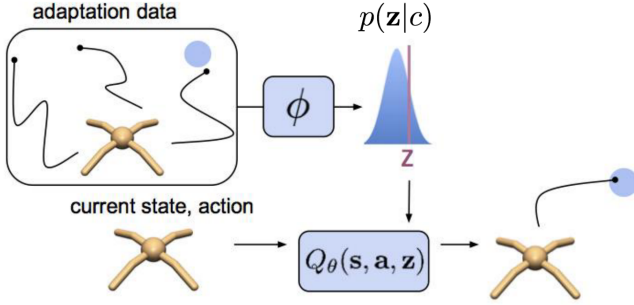 adaptation data
p(𝐳|c)
ϕ
Z
current state, action
Q_θ(𝐬, 𝐚, 𝐳)